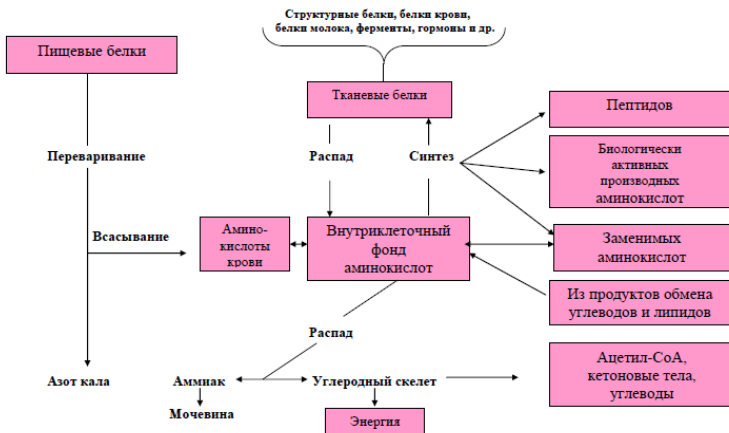 Структурные белки, белки крови,
белки молока, ферменты, гормоны и др.
Пищевые белки
Тканевые белки
Пептидов
Переваривание
Распад
Синтез
Биологически
активных
производных
аминокислот
Всасывание
Амино-
кислоты
крови
Внутриклеточный
фонд
аминокислот
Заменимых
аминокислот
Из продуктов обмена
углеводов и липидов
Распад
Азот кала
Аммиак
Углеродный скелет
Ацетил-СоА,
кетоновые тела,
углеводы
Мочевина
Энергия